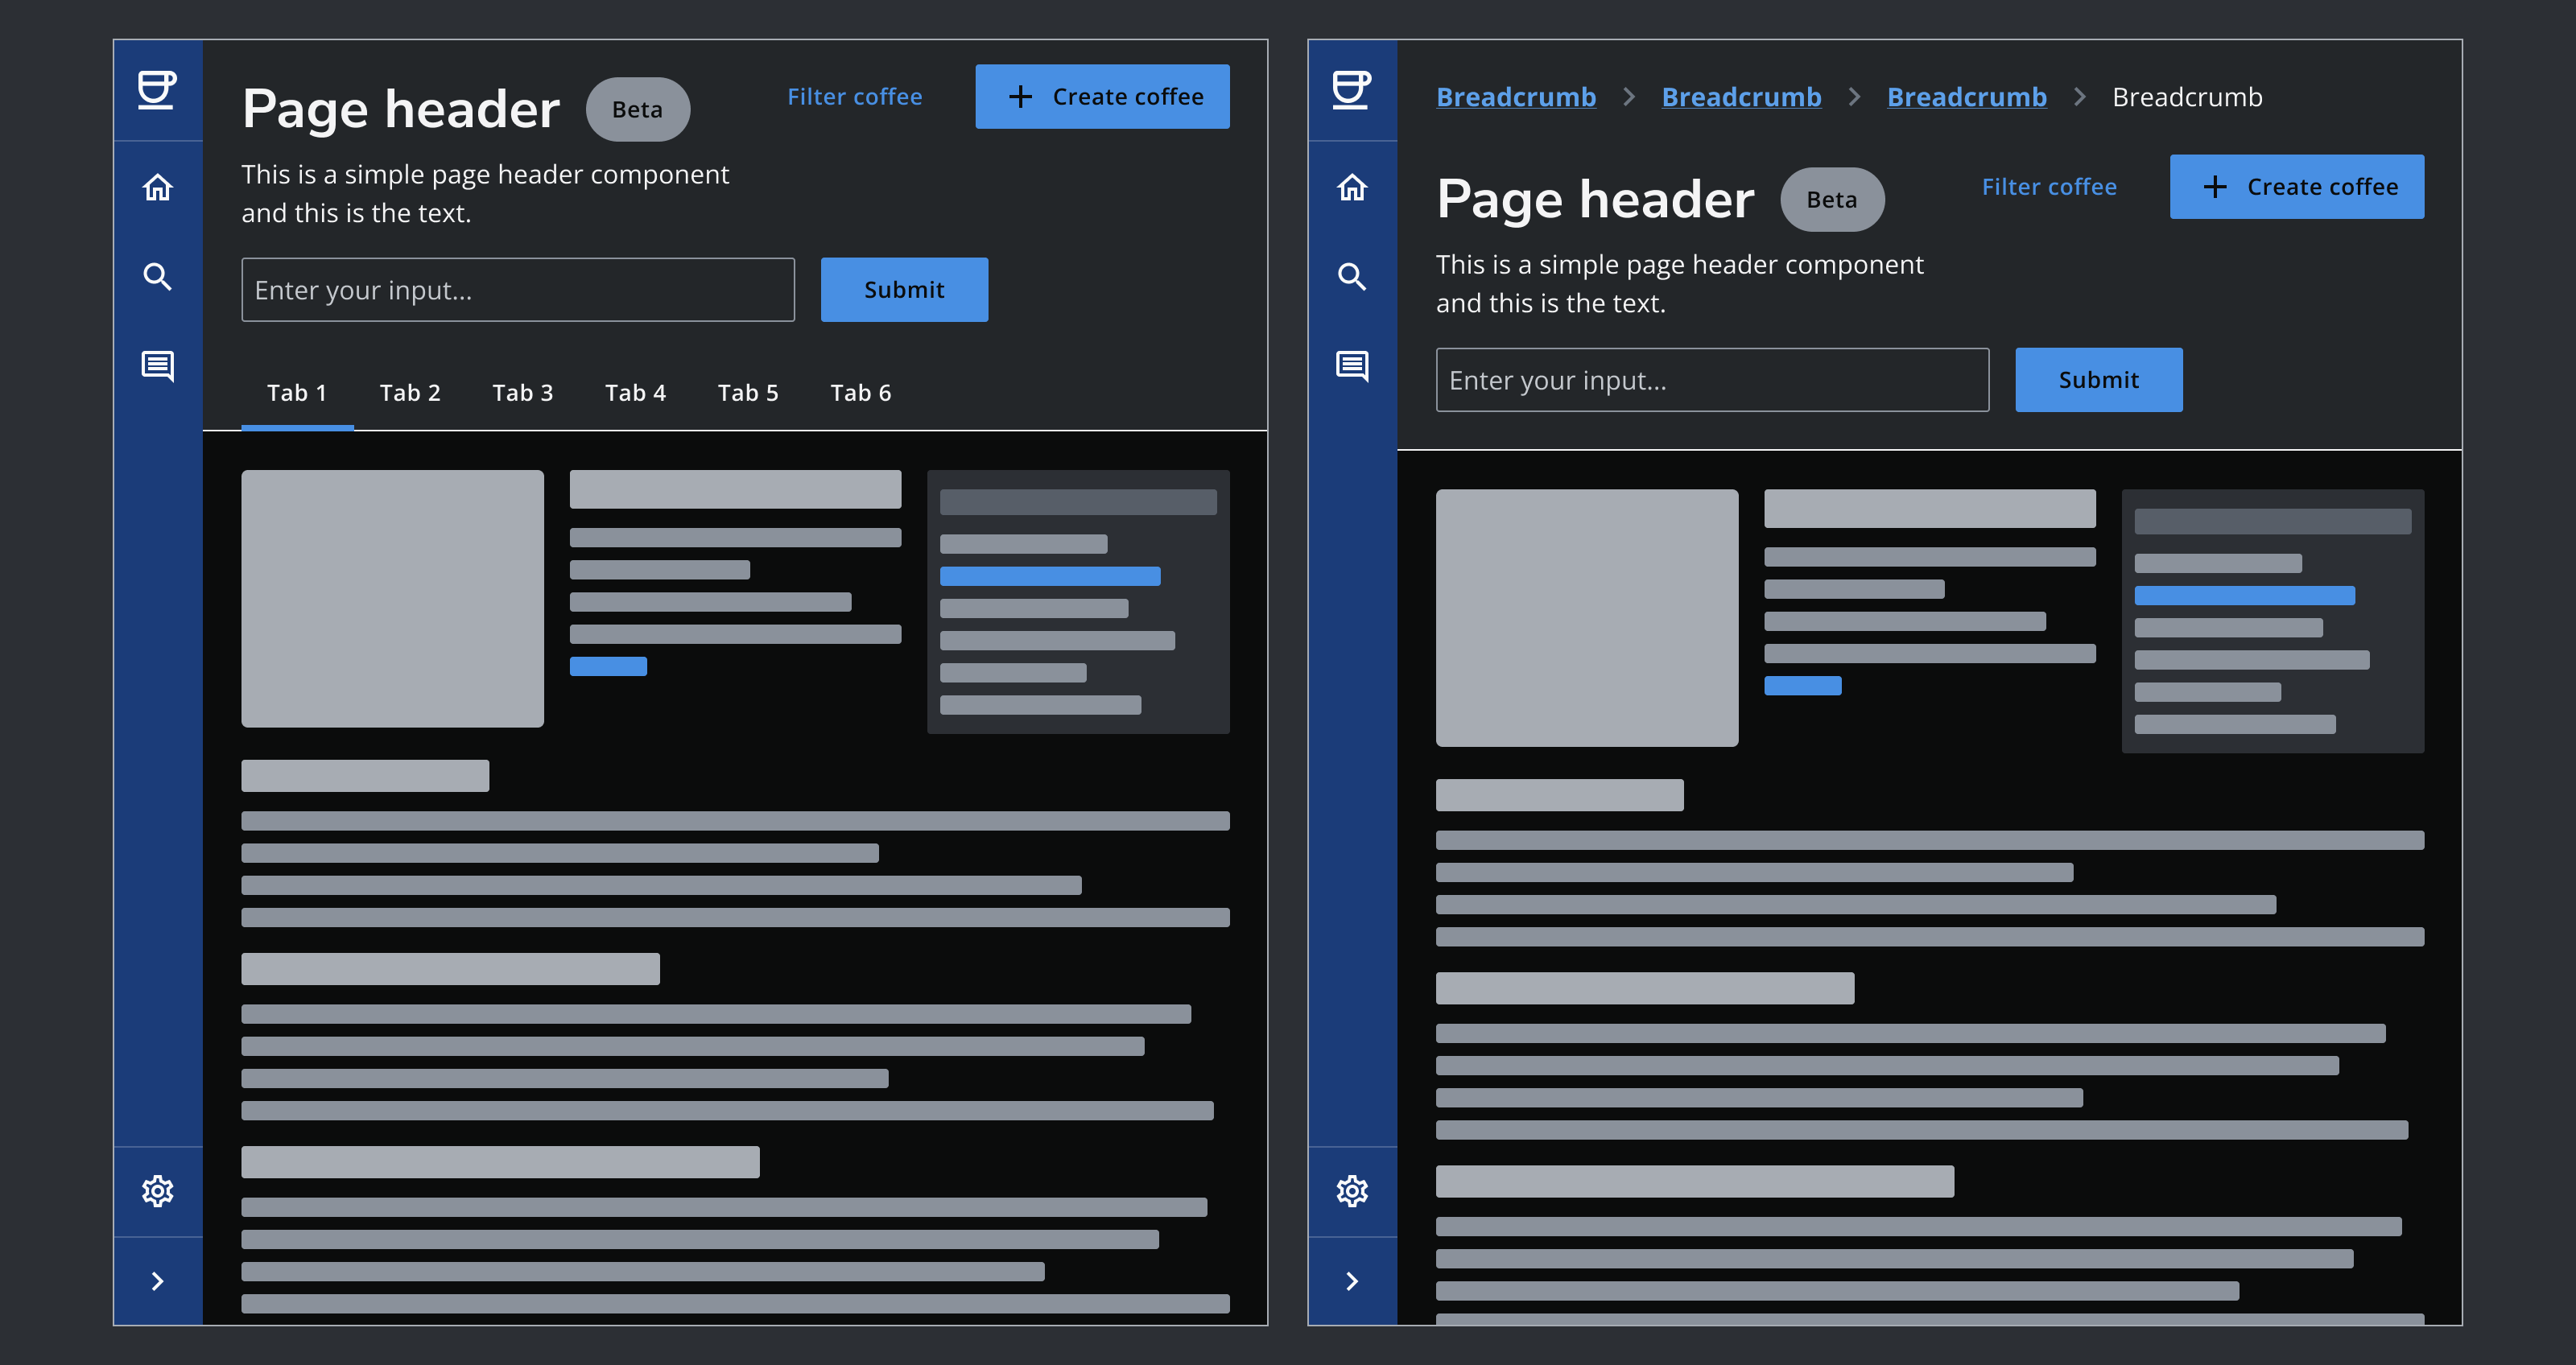 Page header Beta Filter coffee Create coffee
This is a simple page header component
and this is the text.
Enter your input... Submit
Tab 1 Tab 2 Tab 3 Tab 4 Tab 5 Tab 6
Breadcrumb Breadcrumb Breadcrumb Breadcrumb
Page header Beta Filter coffee Create coffee
This is a simple page header component
and this is the text.
Enter your input... Submit